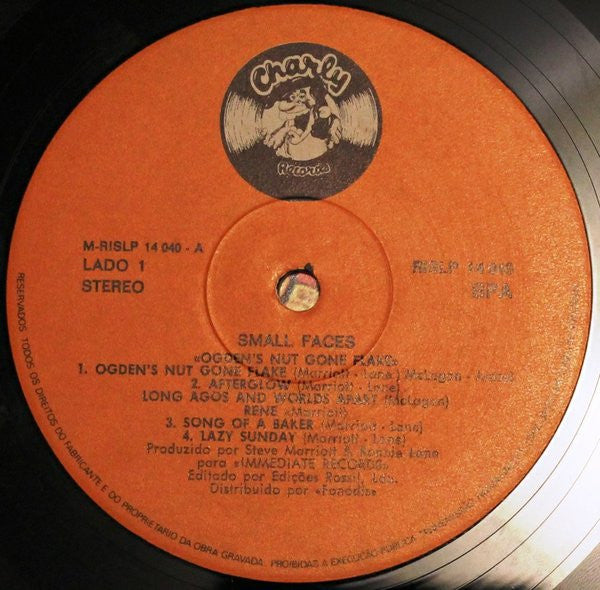 Charly
Records
M-RISLP 14 040 - A
LADO 1
STEREO
RISLP 14 040
SPA
SMALL FACES
«OGDEN'S NUT GONE FLAKE»
1. OGDEN'S NUT GONE FLAKE (Marriott - Lane) McLagan - Jones)
2. AFTERGLOW (Marriott - Lane)
LONG AGOS AND WORLDS APART (McLagan)
RENE «Marriott)
3. SONG OF A BAKER (Marriott - Lane)
4. LAZY SUNDAY (Marriott - Lane)
Produzido por Steve Marriott & Ronnie Lane
para «IMMEDIATE RECORDS»
Editado por Edições Rossil, Lda.
Distribuído por
RESERVADOS TODOS OS DIREITOS DO FABRICANTE E DO PROPRIETARIO DA OBRA GRAVADA. PROIBIDAS A EXECUÇÃO PÚBLICA